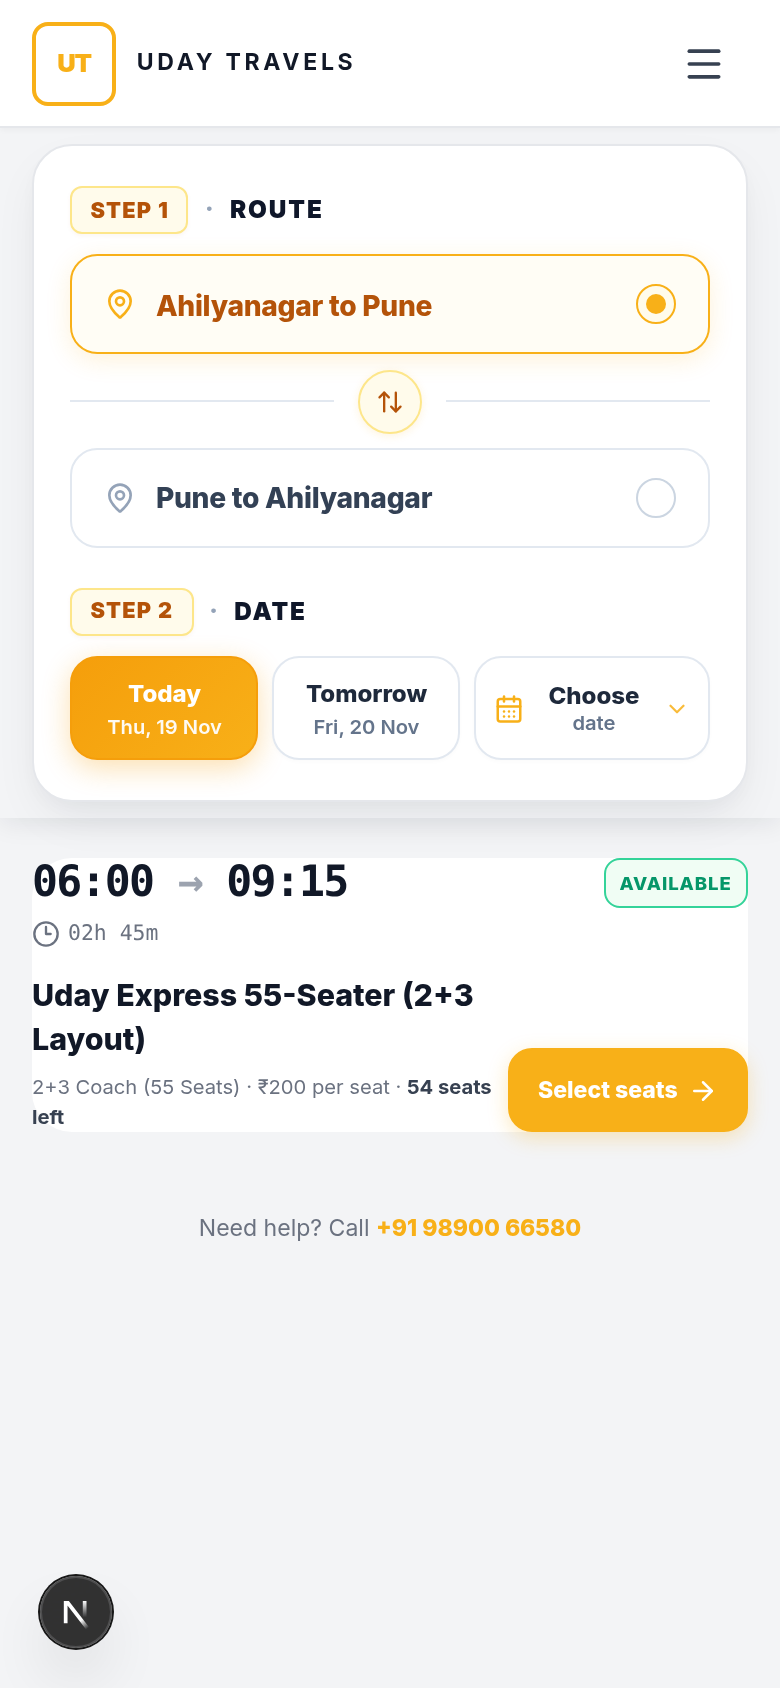 UT
UDAY TRAVELS
STEP 1 · ROUTE
Ahilyanagar to Pune
Pune to Ahilyanagar
STEP 2 · DATE
Today
Thu, 19 Nov
Tomorrow
Fri, 20 Nov
Choose
date
06:00 → 09:15
AVAILABLE
02h 45m
Uday Express 55-Seater (2+3
Layout)
2+3 Coach (55 Seats) · ₹200 per seat · 54 seats
left
Select seats →
Need help? Call +91 98900 66580
N